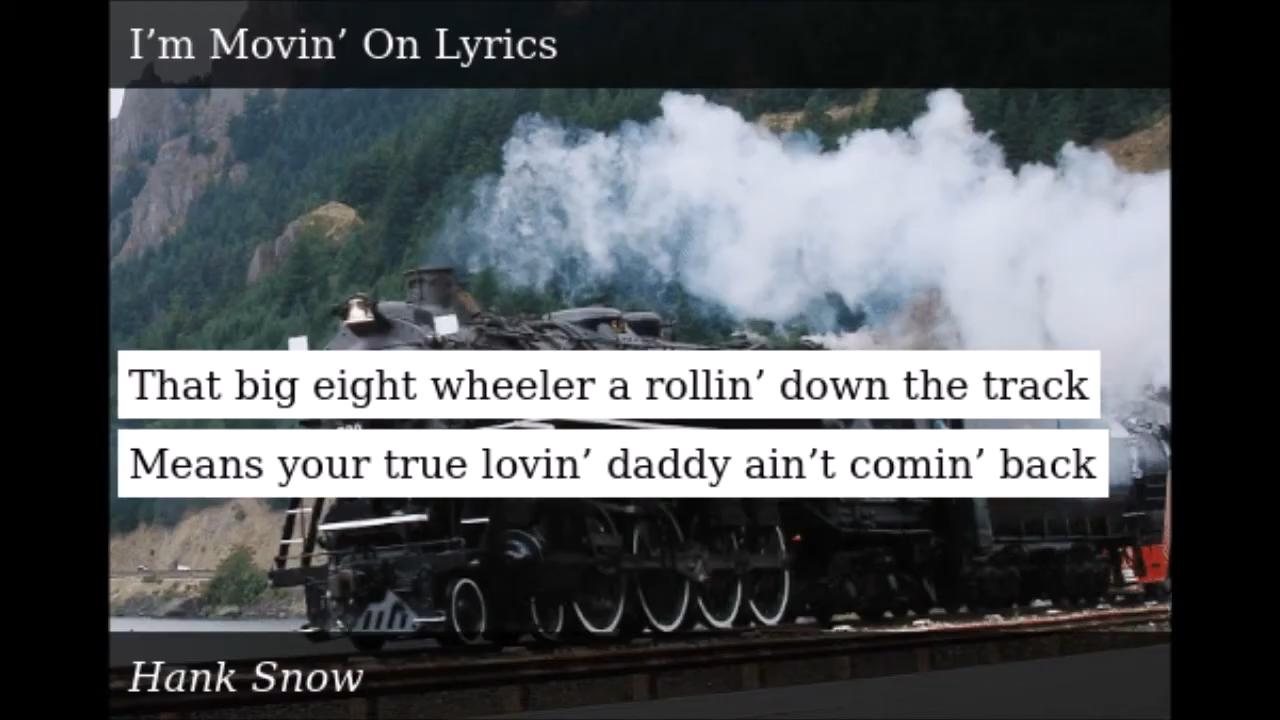 I’m Movin’ On Lyrics
That big eight wheeler a rollin’ down the track
Means your true lovin’ daddy ain’t comin’ back
Hank Snow